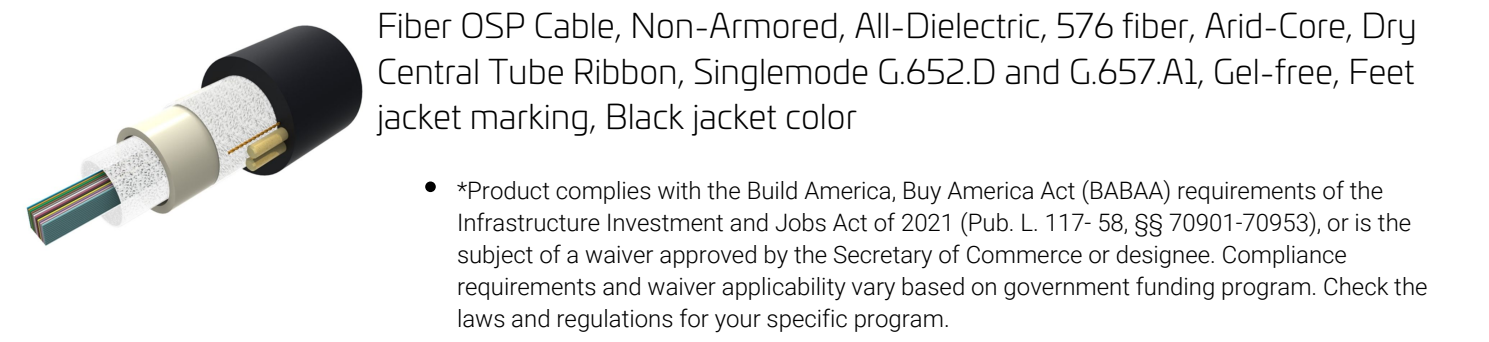 Fiber OSP Cable, Non-Armored, All-Dielectric, 576 fiber, Arid-Core, Dry
Central Tube Ribbon, Singlemode G.652.D and G.657.A1, Gel-free, Feet
jacket marking, Black jacket color
• *Product complies with the Build America, Buy America Act (BABAA) requirements of the
Infrastructure Investment and Jobs Act of 2021 (Pub. L. 117- 58, §§ 70901-70953), or is the
subject of a waiver approved by the Secretary of Commerce or designee. Compliance
requirements and waiver applicability vary based on government funding program. Check the
laws and regulations for your specific program.